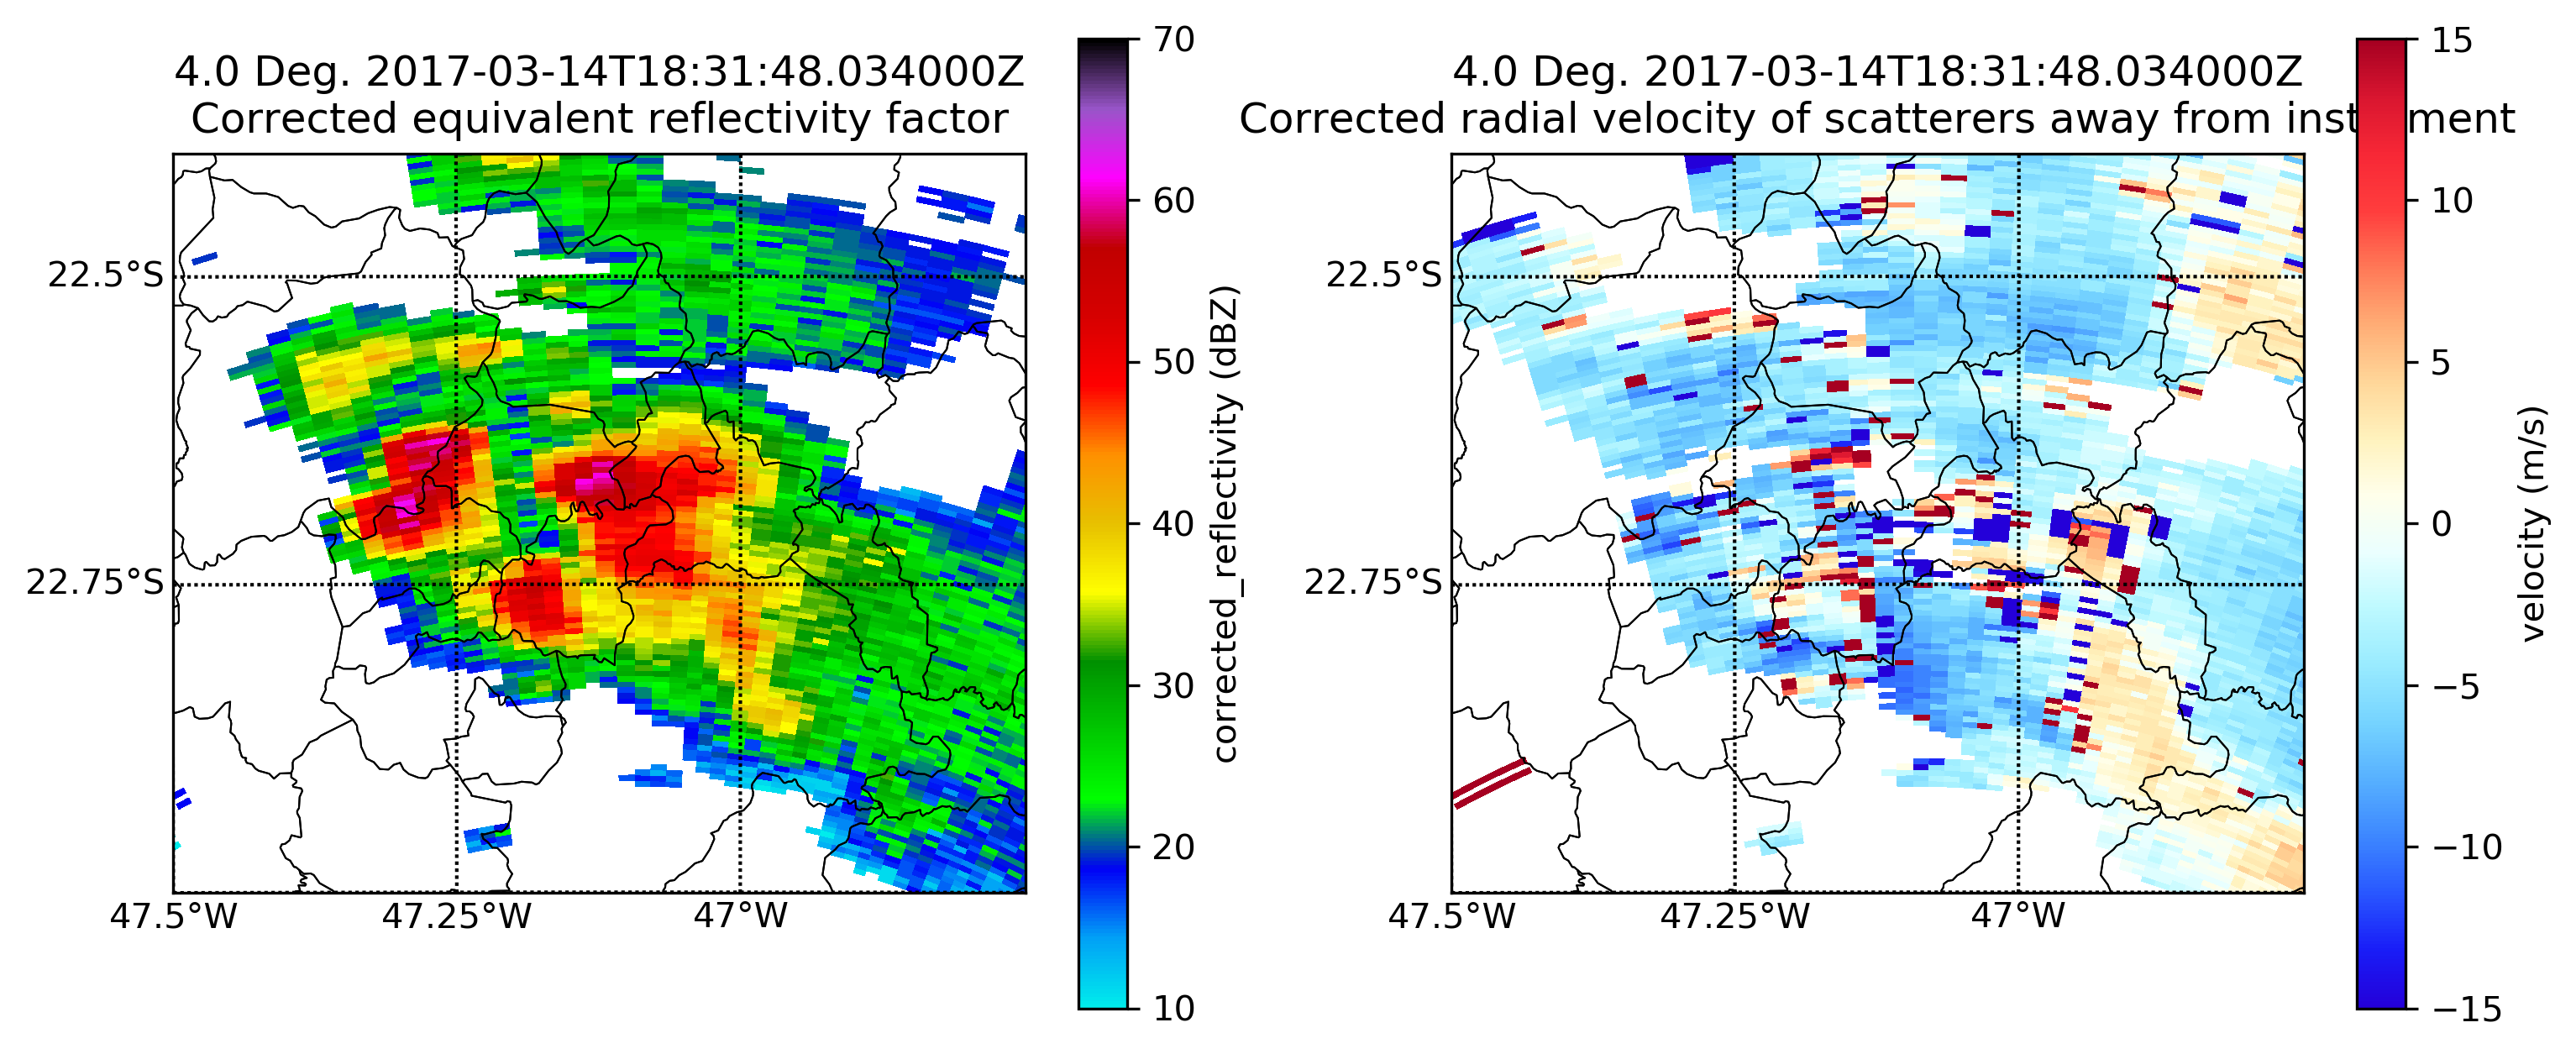 4.0 Deg. 2017-03-14T18:31:48.034000Z
Corrected equivalent reflectivity factor
22.5°S
22.75°S
47.5°W
47.25°W
47°W
70
60
50
40
30
20
10
corrected_reflectivity (dBZ)
4.0 Deg. 2017-03-14T18:31:48.034000Z
Corrected radial velocity of scatterers away from inst ment
22.5°S
22.75°S
47.5°W
47.25°W
47°W
15
10
5
0
−5
−10
−15
velocity (m/s)